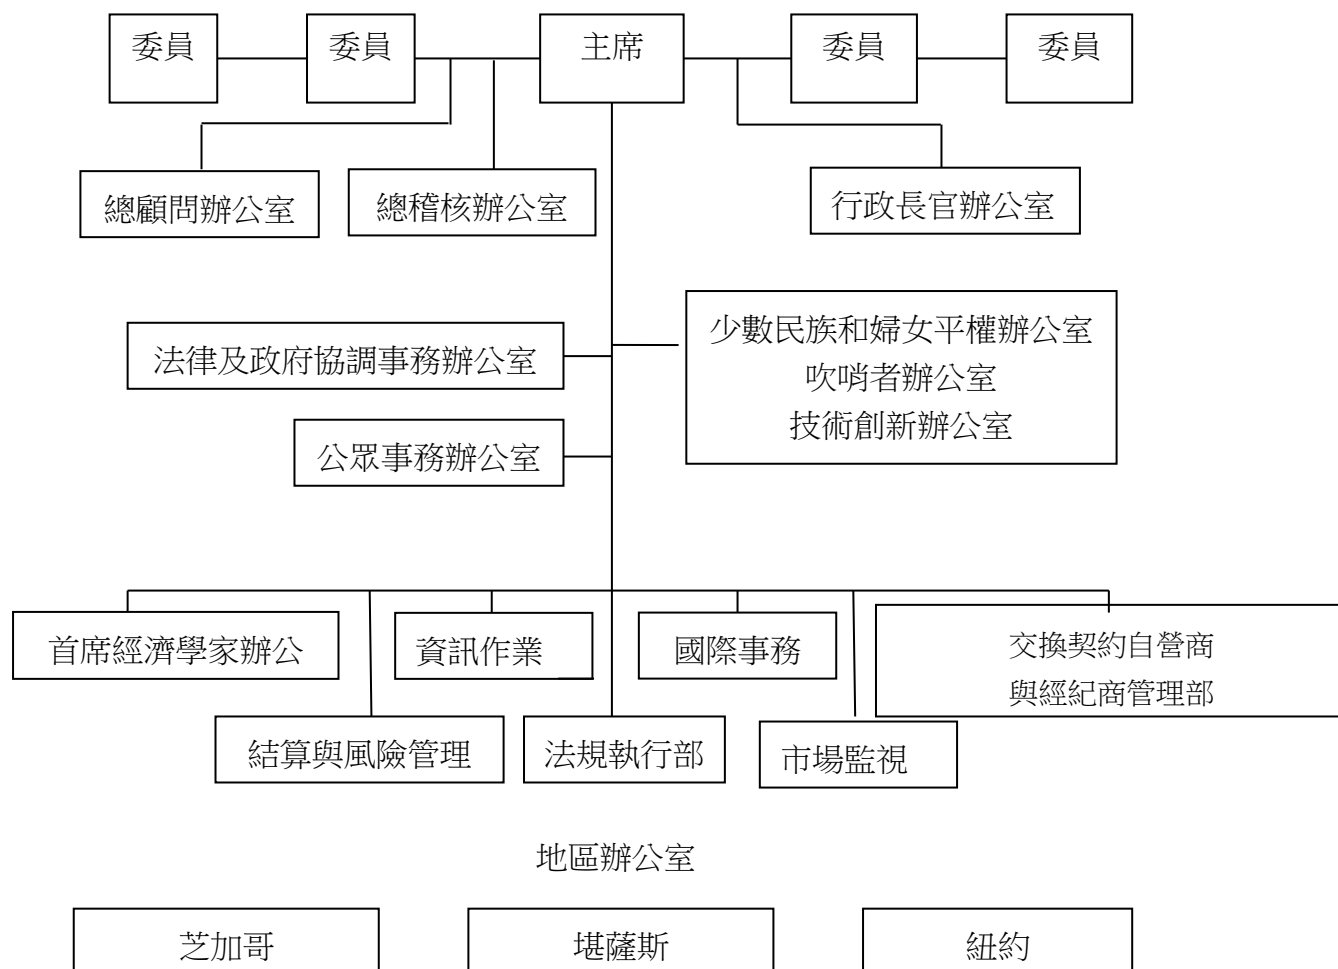 委員
委員
主席
委員
委員
總顧問辦公室
總稽核辦公室
行政長官辦公室
少數民族和婦女平權辦公室
吹哨者辦公室
技術創新辦公室
法律及政府協調事務辦公室
公眾事務辦公室
首席經濟學家辦公
資訊作業
國際事務
交換契約自營商
與經紀商管理部
結算與風險管理
法規執行部
市場監視
地區辦公室
芝加哥
堪薩斯
紐約